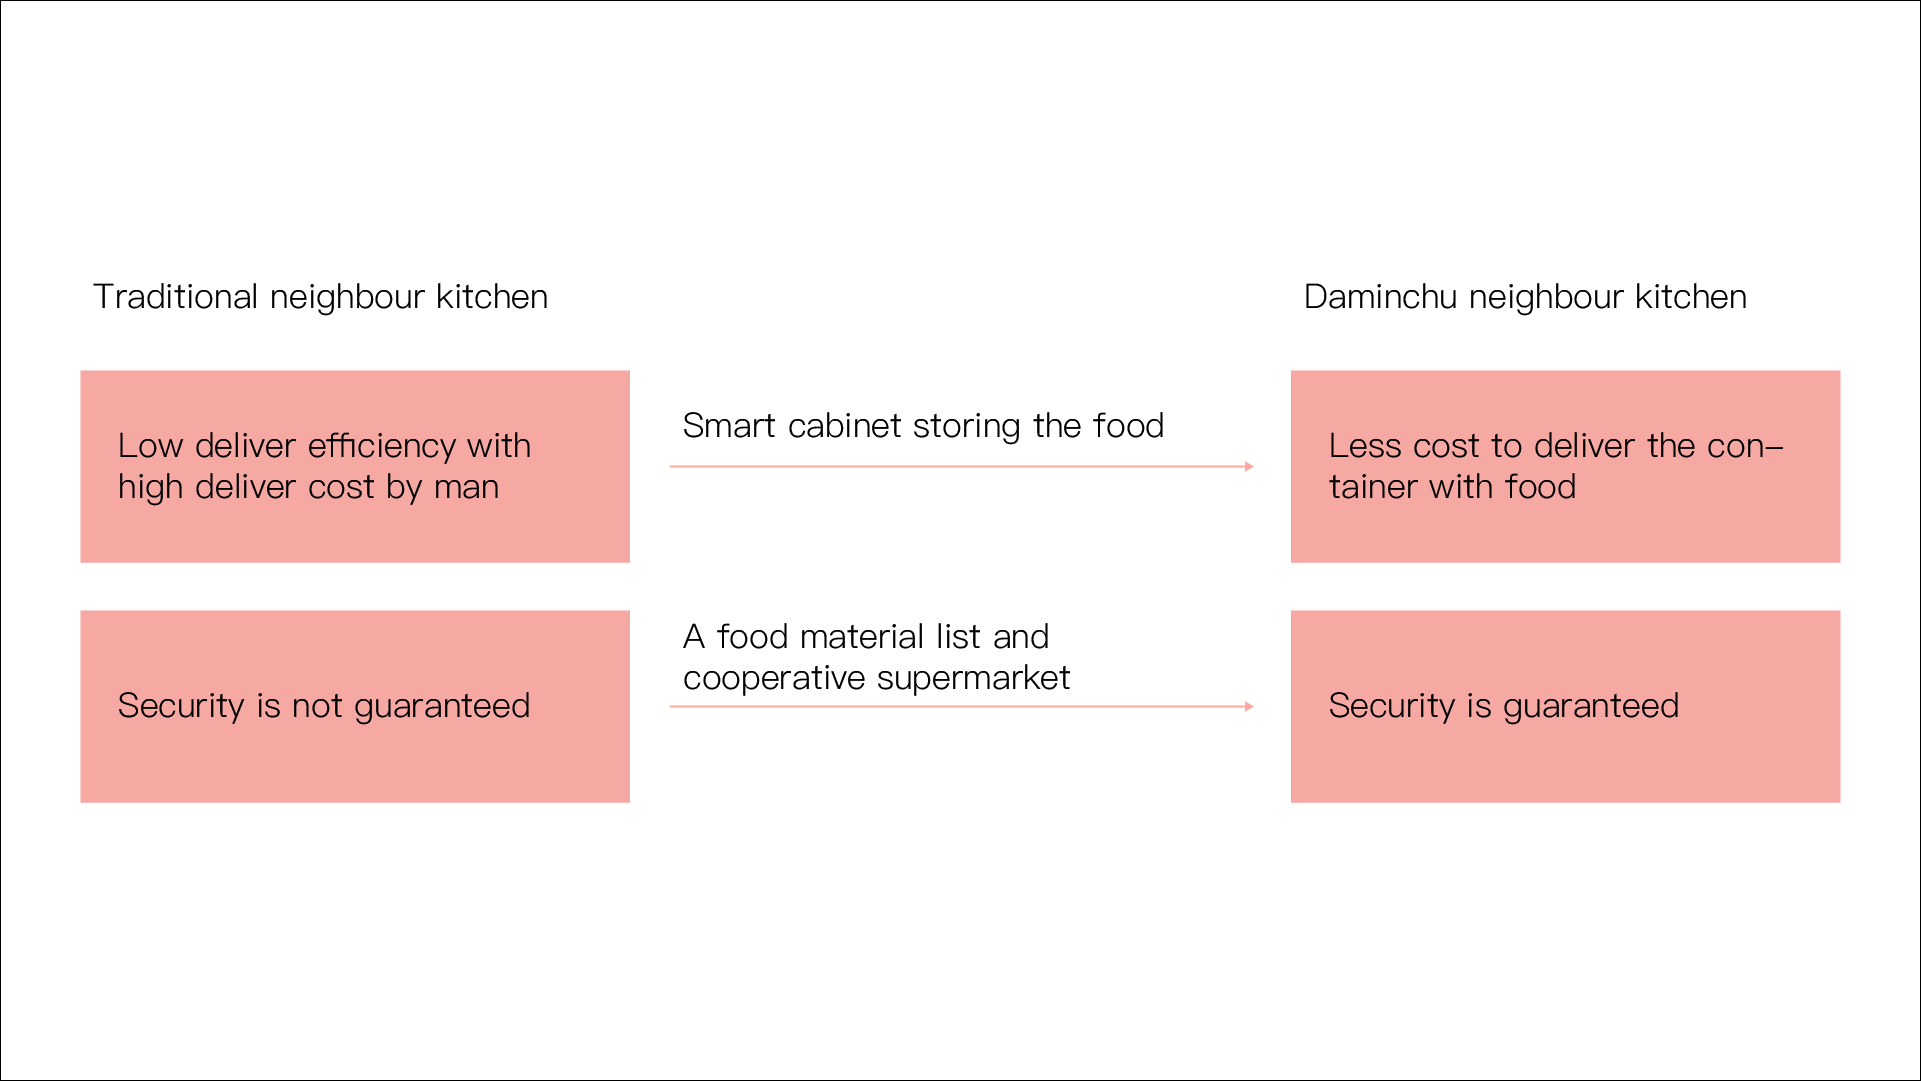 Traditional neighbour kitchen
Daminchu neighbour kitchen
Low deliver efficiency with
high deliver cost by man
Smart cabinet storing the food
Less cost to deliver the con-
tainer with food
Security is not guaranteed
A food material list and
cooperative supermarket
Security is guaranteed